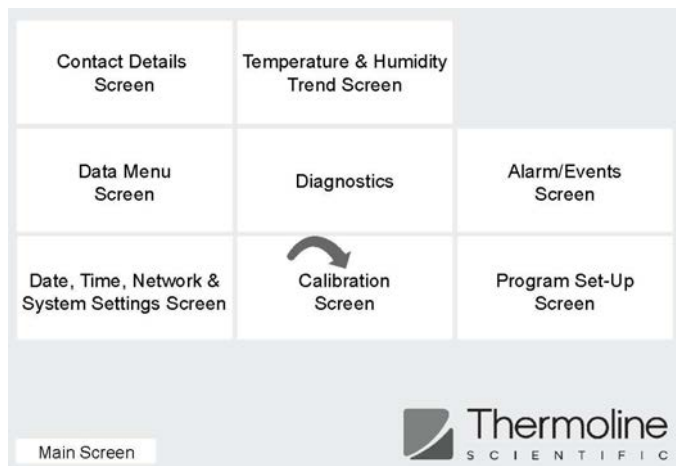 Contact Details
Screen
Temperature & Humidity
Trend Screen
Data Menu
Screen
Diagnostics
Alarm/Events
Screen
Date, Time, Network &
System Settings Screen
Calibration
Screen
Program Set-Up
Screen
Main Screen
Thermoline
SCIENTIFIC